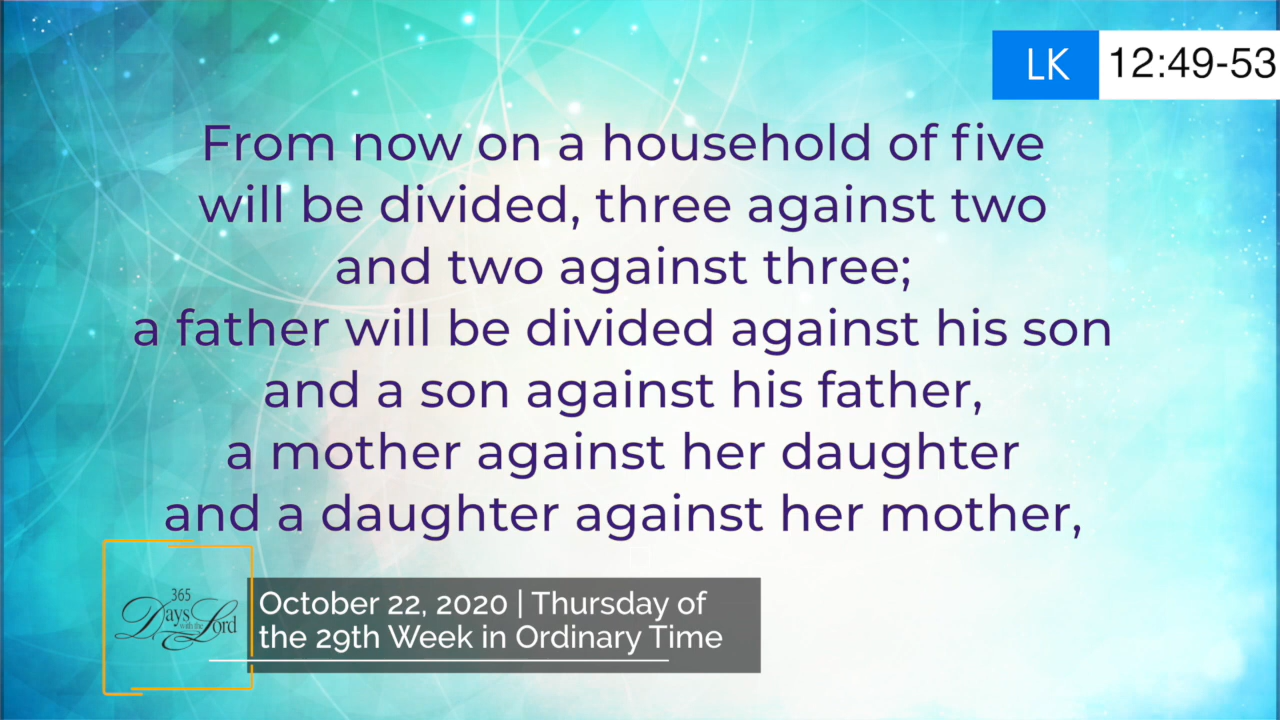 LK 12:49-53
From now on a household of five
will be divided, three against two
and two against three;
a father will be divided against his son
and a son against his father,
a mother against her daughter
and a daughter against her mother,
365
Days with the Lord
October 22, 2020 | Thursday of
the 29th Week in Ordinary Time